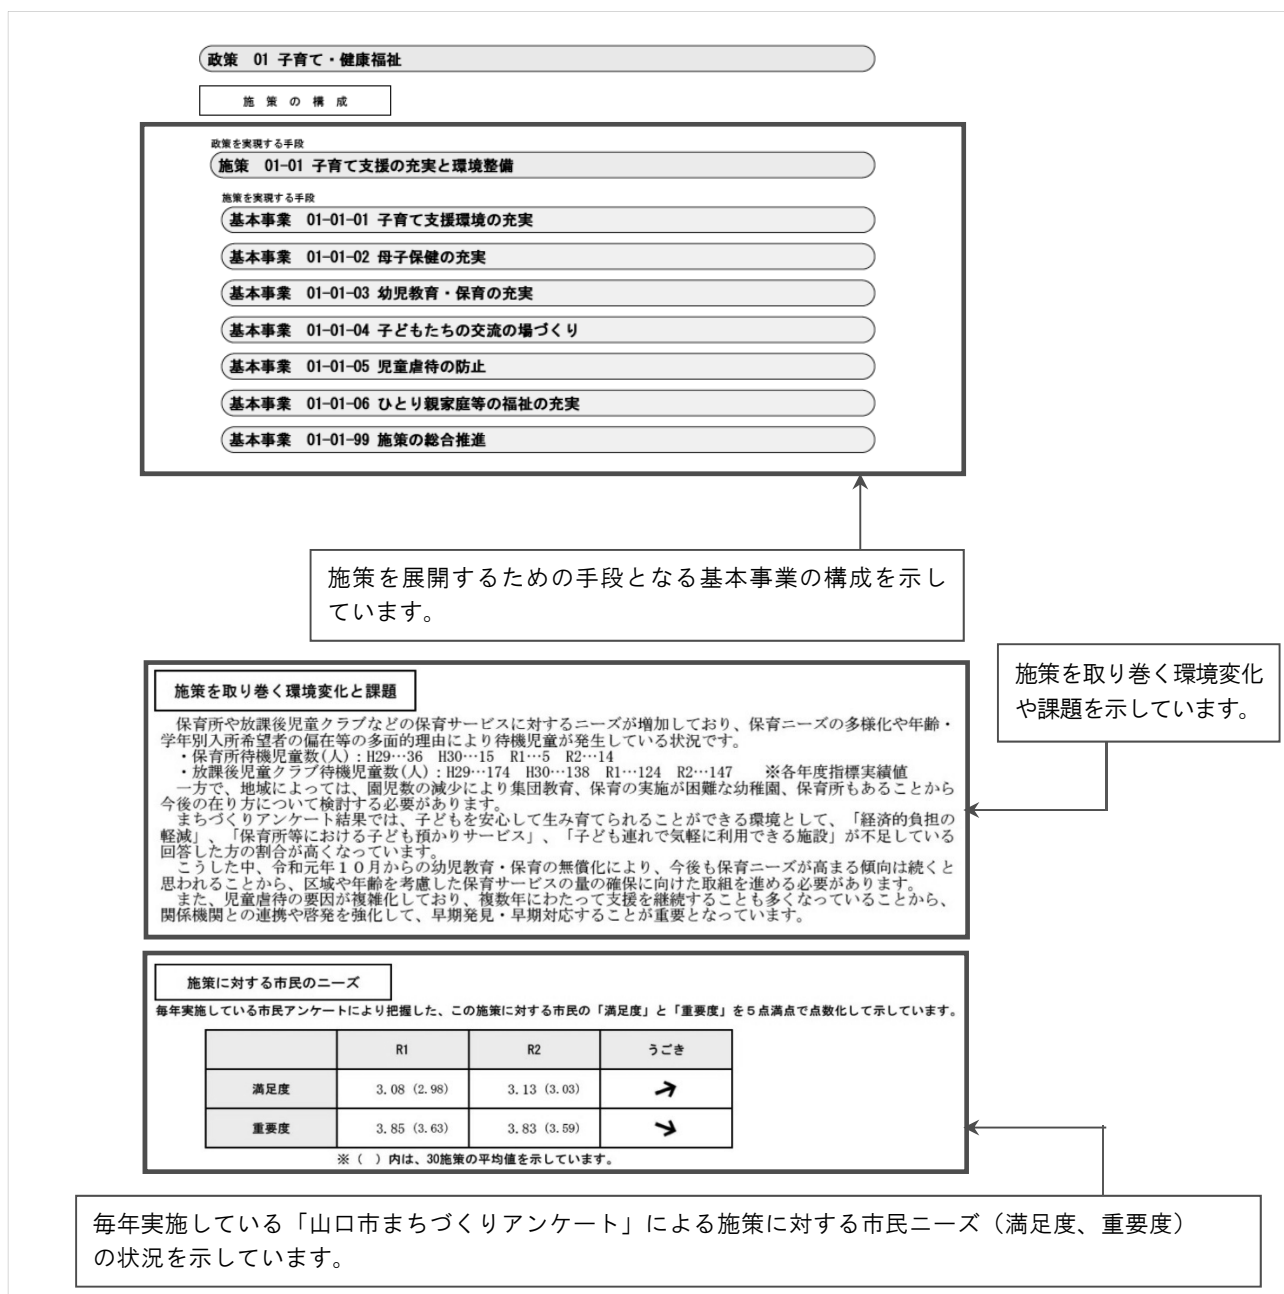 政策 01 子育て・健康福祉
施策の構成
政策を実現する手段
施策 01-01 子育て支援の充実と環境整備
施策を実現する手段
基本事業 01-01-01 子育て支援環境の充実
基本事業 01-01-02 母子保健の充実
基本事業 01-01-03 幼児教育・保育の充実
基本事業 01-01-04 子どもたちの交流の場づくり
基本事業 01-01-05 児童虐待の防止
基本事業 01-01-06 ひとり親家庭等の福祉の充実
基本事業 01-01-99 施策の総合推進
施策を展開するための手段となる基本事業の構成を示し
ています。
施策を取り巻く環境変化
や課題を示しています。
施策を取り巻く環境変化と課題
保育所や放課後児童クラブなどの保育サービスに対するニーズが増加しており、保育ニーズの多様化や年齢・
学年別入所希望者の偏在等の多面的理由により待機児童が発生している状況です。
・保育所待機児童数(人)：H29…36 H30…15 R1…5 R2…14
・放課後児童クラブ待機児童数(人)：H29…174 H30…138 R1…124 R2…147 ※各年度指標実績値
一方で、地域によっては、園児数の減少により集団教育、保育の実施が困難な幼稚園、保育所もあることから
今後の在り方について検討する必要があります。
まちづくりアンケート結果では、子どもを安心して生み育てられることができる環境として、「経済的負担の
軽減」、「保育所等における子ども預かりサービス」、「子ども連れで気軽に利用できる施設」が不足している
回答した方の割合が高くなっています。
こうした中、令和元年１０月からの幼児教育・保育の無償化により、今後も保育ニーズが高まる傾向は続くと
思われることから、区域や年齢を考慮した保育サービスの量の確保に向けた取組を進める必要があります。
また、児童虐待の要因が複雑化しており、複数年にわたって支援を継続することも多くなっていることから、
関係機関との連携や啓発を強化して、早期発見・早期対応することが重要となっています。
施策に対する市民のニーズ
毎年実施している市民アンケートにより把握した、この施策に対する市民の「満足度」と「重要度」を５点満点で点数化して示しています。
R1 R2 うごき
満足度 3.08 (2.98) 3.13 (3.03)
重要度 3.85 (3.63) 3.83 (3.59)
※（ ）内は、30施策の平均値を示しています。
毎年実施している「山口市まちづくりアンケート」による施策に対する市民ニーズ（満足度、重要度）
の状況を示しています。